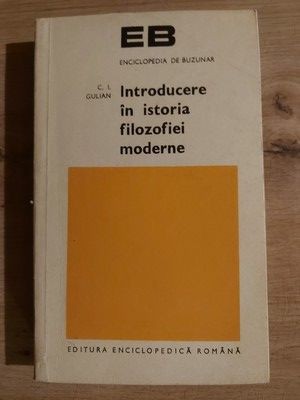 EB
ENCICLOPEDIA DE BUZUNAR
C. I.
GULIAN
Introducere
în istoria
filozofiei
moderne
EDITURA ENCICLOPEDICĂ ROMÂNĂ